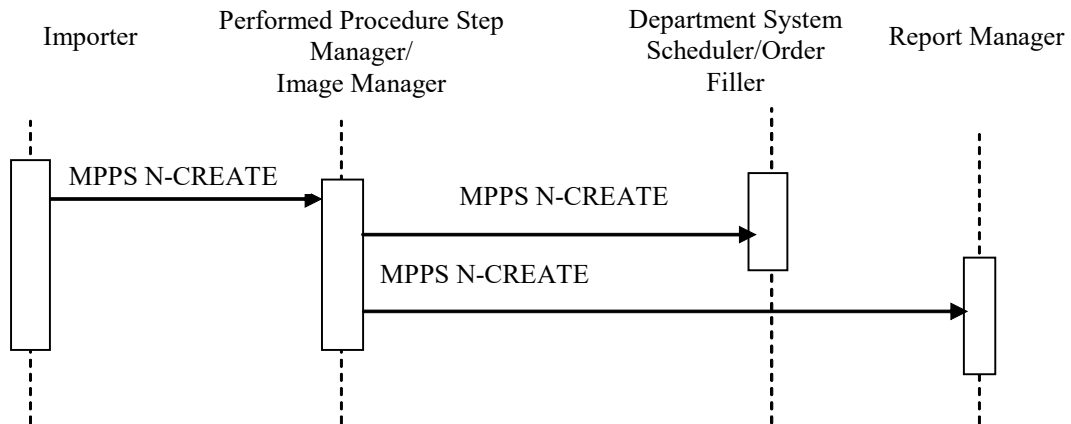 Importer
Performed Procedure Step
Manager/
Image Manager
Department System
Scheduler/Order
Filler
Report Manager
MPPS N-CREATE
MPPS N-CREATE
MPPS N-CREATE